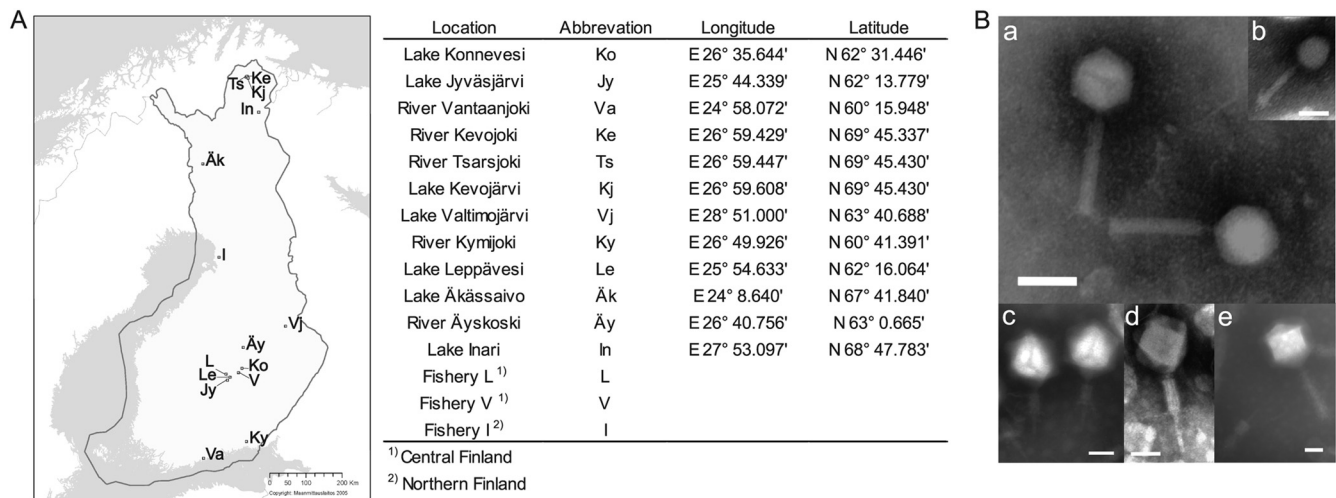 A
Ts Ke
Kj
In
Äk
I
Vj
Äy
L
Ko
Le
V
Jy
Ky
Va
0 50 100 200 Km
Copyright: Maanmittauslaitos 2005
Location Abbrevation Longitude Latitude
Lake Konnevesi Ko E 26° 35.644' N 62° 31.446'
Lake Jyväsjärvi Jy E 25° 44.339' N 62° 13.779'
River Vantaanjoki Va E 24° 58.072' N 60° 15.948'
River Kevojoki Ke E 26° 59.429' N 69° 45.337'
River Tsarsjoki Ts E 26° 59.447' N 69° 45.430'
Lake Kevojärvi Kj E 26° 59.608' N 69° 45.430'
Lake Valtimojärvi Vj E 28° 51.000' N 63° 40.688'
River Kymijoki Ky E 26° 49.926' N 60° 41.391'
Lake Leppävesi Le E 25° 54.633' N 62° 16.064'
Lake Äkässaivo Äk E 24° 8.640' N 67° 41.840'
River Äyskoski Äy E 26° 40.756' N 63° 0.665'
Lake Inari In E 27° 53.097' N 68° 47.783'
Fishery L 1) L
Fishery V 1) V
Fishery I 2) I
1) Central Finland
2) Northern Finland
B
a
b
c
d
e